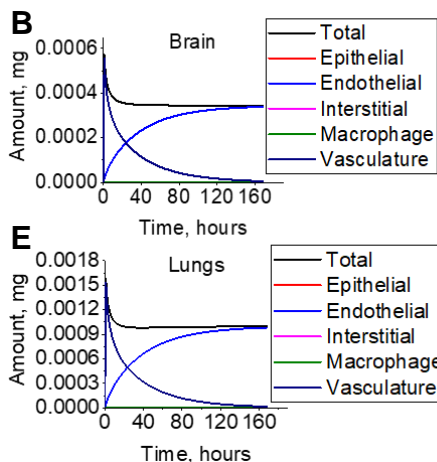 B
Brain
Amount, mg
0.0006
0.0004
0.0002
0.0000
0 40 80 120 160
Time, hours
Total
Epithelial
Endothelial
Interstitial
Macrophage
Vasculature
E
Lungs
Amount, mg
0.0018
0.0015
0.0012
0.0009
0.0006
0.0003
0.0000
0 40 80 120 160
Time, hours
Total
Epithelial
Endothelial
Interstitial
Macrophage
Vasculature